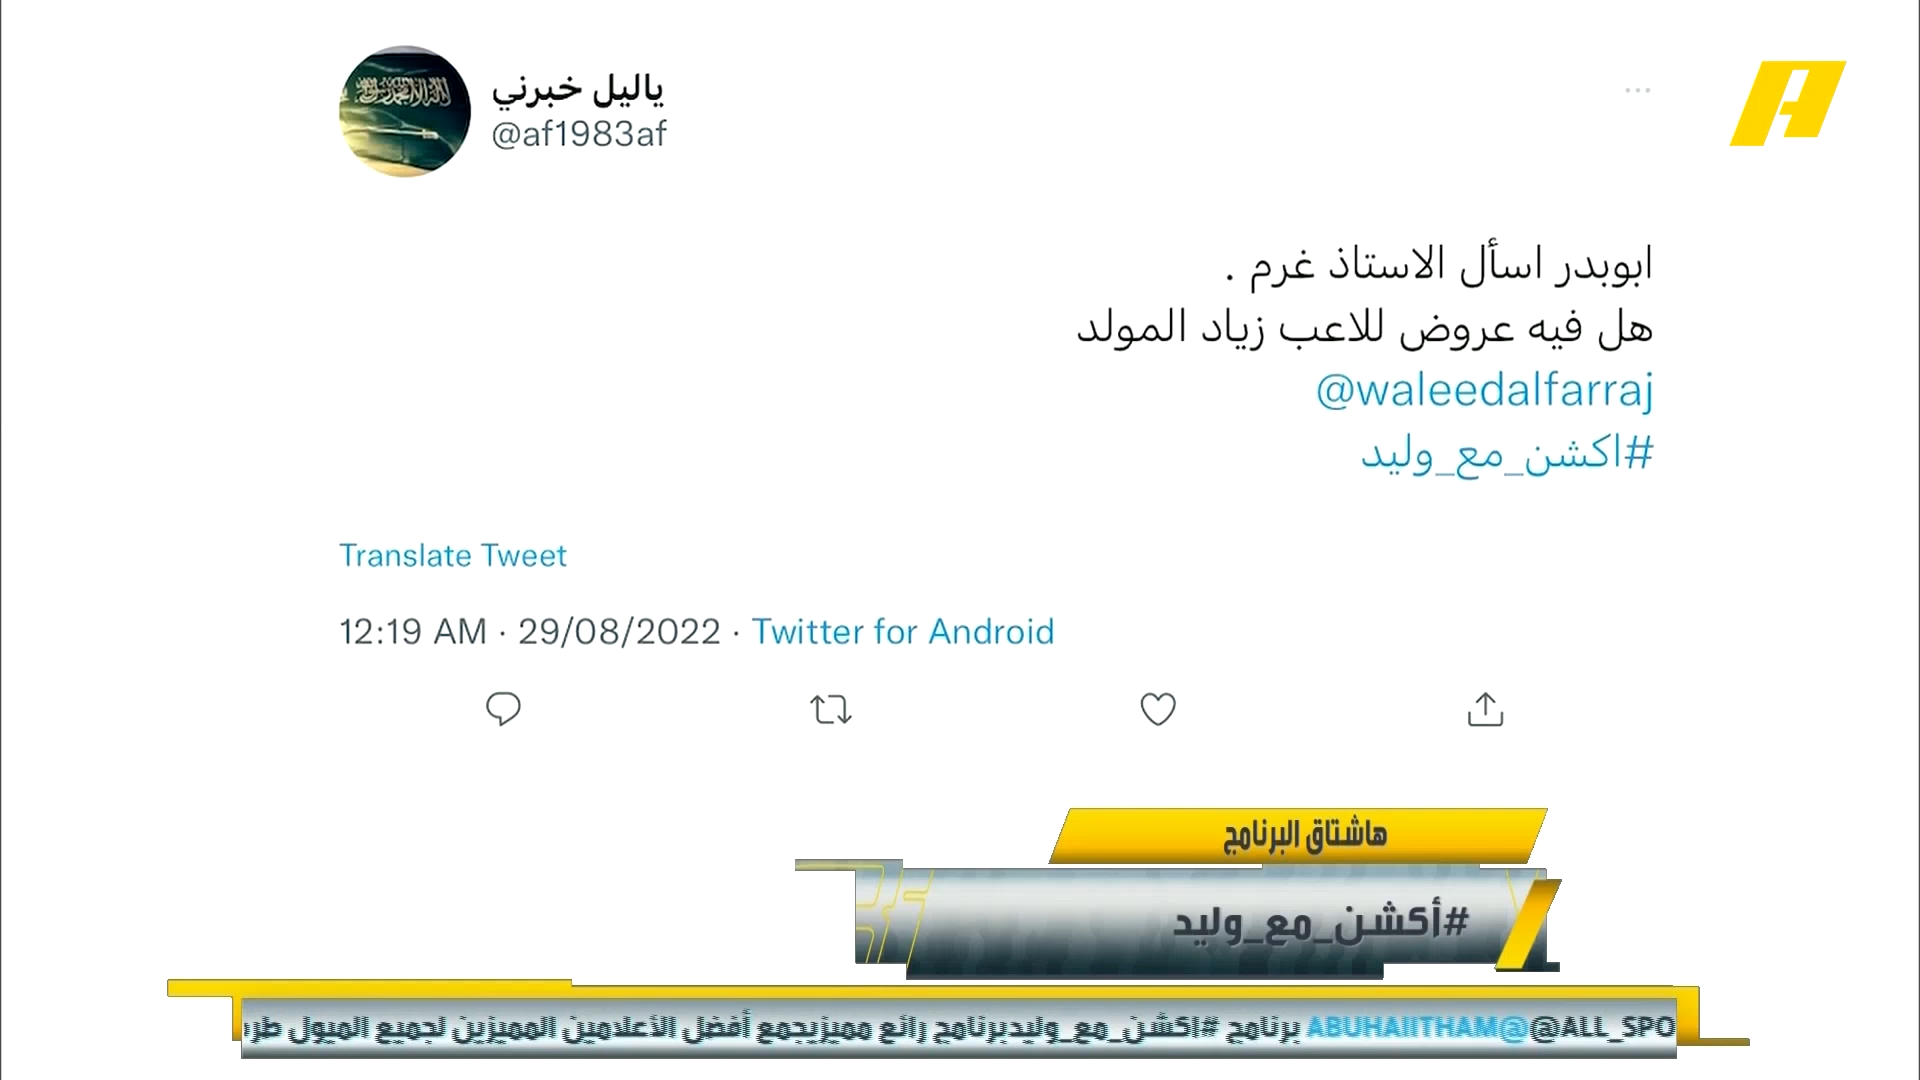 ياليل خبرني
@af1983af
ابوبدر اسأل الاستاذ غرم .
هل فيه عروض للاعب زياد المولد
@waleedalfarraj
#اكشن_مع_وليد
Translate Tweet
12:19 AM · 29/08/2022 · Twitter for Android
هاشتاق البرنامج
#أكشن_مع_وليد
@ALL_SPO @ABUHAIITHAM برنامج #اكشن_مع_وليدبرنامج رائع مميزيجمع أفضل الأعلامين المميزين لجميع الميول طر